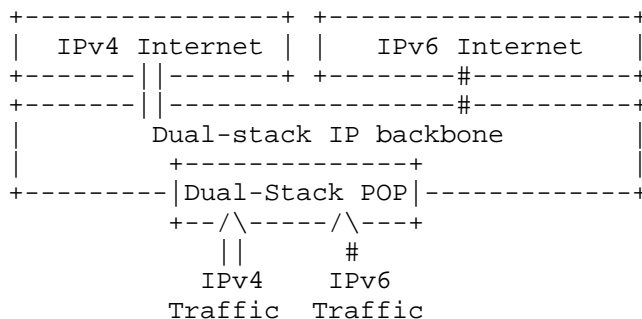 IPv4 Internet IPv6 Internet
Dual-stack IP backbone
Dual-Stack POP
IPv4 IPv6
Traffic Traffic